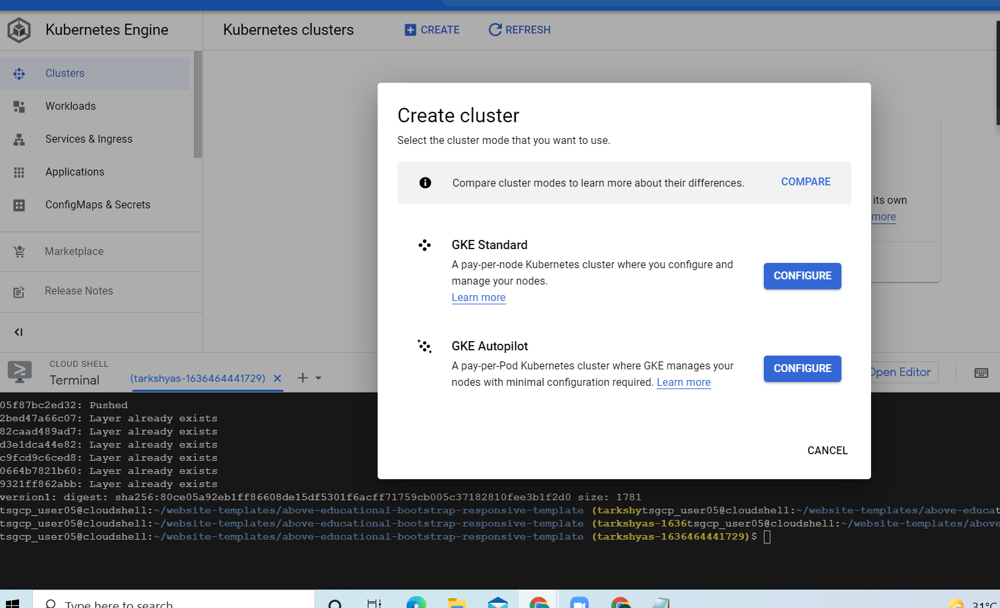 Kubernetes Engine
Kubernetes clusters
CREATE
REFRESH
Clusters
Workloads
Services & Ingress
Applications
ConfigMaps & Secrets
Marketplace
Release Notes
Create cluster
Select the cluster mode that you want to use.
Compare cluster modes to learn more about their differences.
COMPARE
GKE Standard
A pay-per-node Kubernetes cluster where you configure and
manage your nodes.
Learn more
CONFIGURE
GKE Autopilot
A pay-per-Pod Kubernetes cluster where GKE manages your
nodes with minimal configuration required. Learn more
CONFIGURE
CANCEL
its own
more
CLOUD SHELL
Terminal
(tarkshyas-1636464441729)
Open Editor
05f87bc2ed32: Pushed
2bed47a66c07: Layer already exists
82caad489ad7: Layer already exists
d3e1dca44e82: Layer already exists
c9fcd9c6ced8: Layer already exists
0664b7821b60: Layer already exists
9321ff862abb: Layer already exists
version1: digest: sha256:80ce05a92eb1ff86608de15df5301f6acff71759cb005c37182810fee3b1f2d0 size: 1781
tsgcp_user05@cloudshell:~/website-templates/above-educational-bootstrap-responsive-template (tarkshytsgcp_user05@cloudshell:~/website-templates/above-educat
tsgcp_user05@cloudshell:~/website-templates/above-educational-bootstrap-responsive-template (tarkshyas-1636tsgcp_user05@cloudshell:~/website-templates/above
tsgcp_user05@cloudshell:~/website-templates/above-educational-bootstrap-responsive-template (tarkshyas-1636464441729)$
Type here to search
31°C